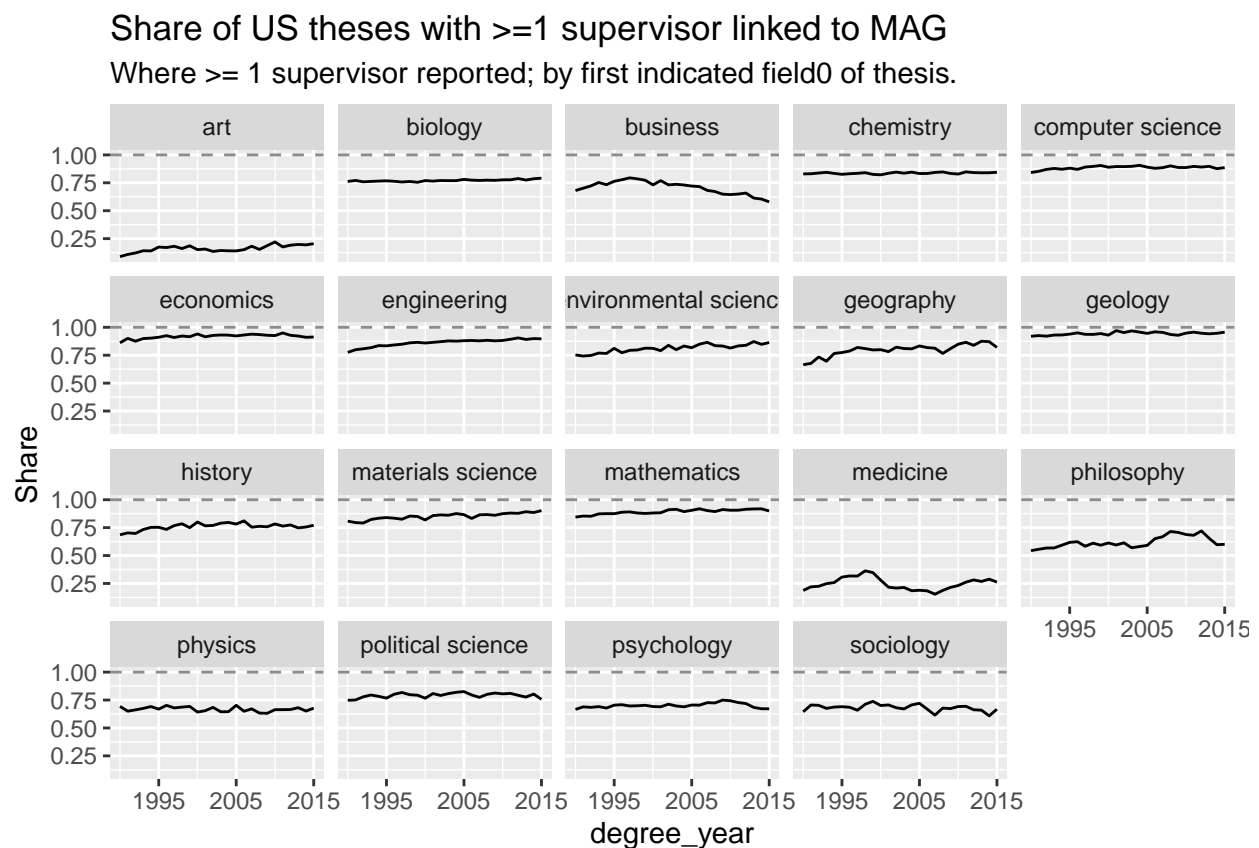 Share of US theses with >=1 supervisor linked to MAG
Where >= 1 supervisor reported; by first indicated field0 of thesis.
art biology business chemistry computer science
1.00
0.75
0.50
0.25
economics engineering nvironmental scienc geography geology
1.00
0.75
0.50
0.25
history materials science mathematics medicine philosophy
1.00
0.75
0.50
0.25
1995 2005 2015
physics political science psychology sociology
1.00
0.75
0.50
0.25
1995 2005 2015 1995 2005 2015 1995 2005 2015 1995 2005 2015
degree_year
Share